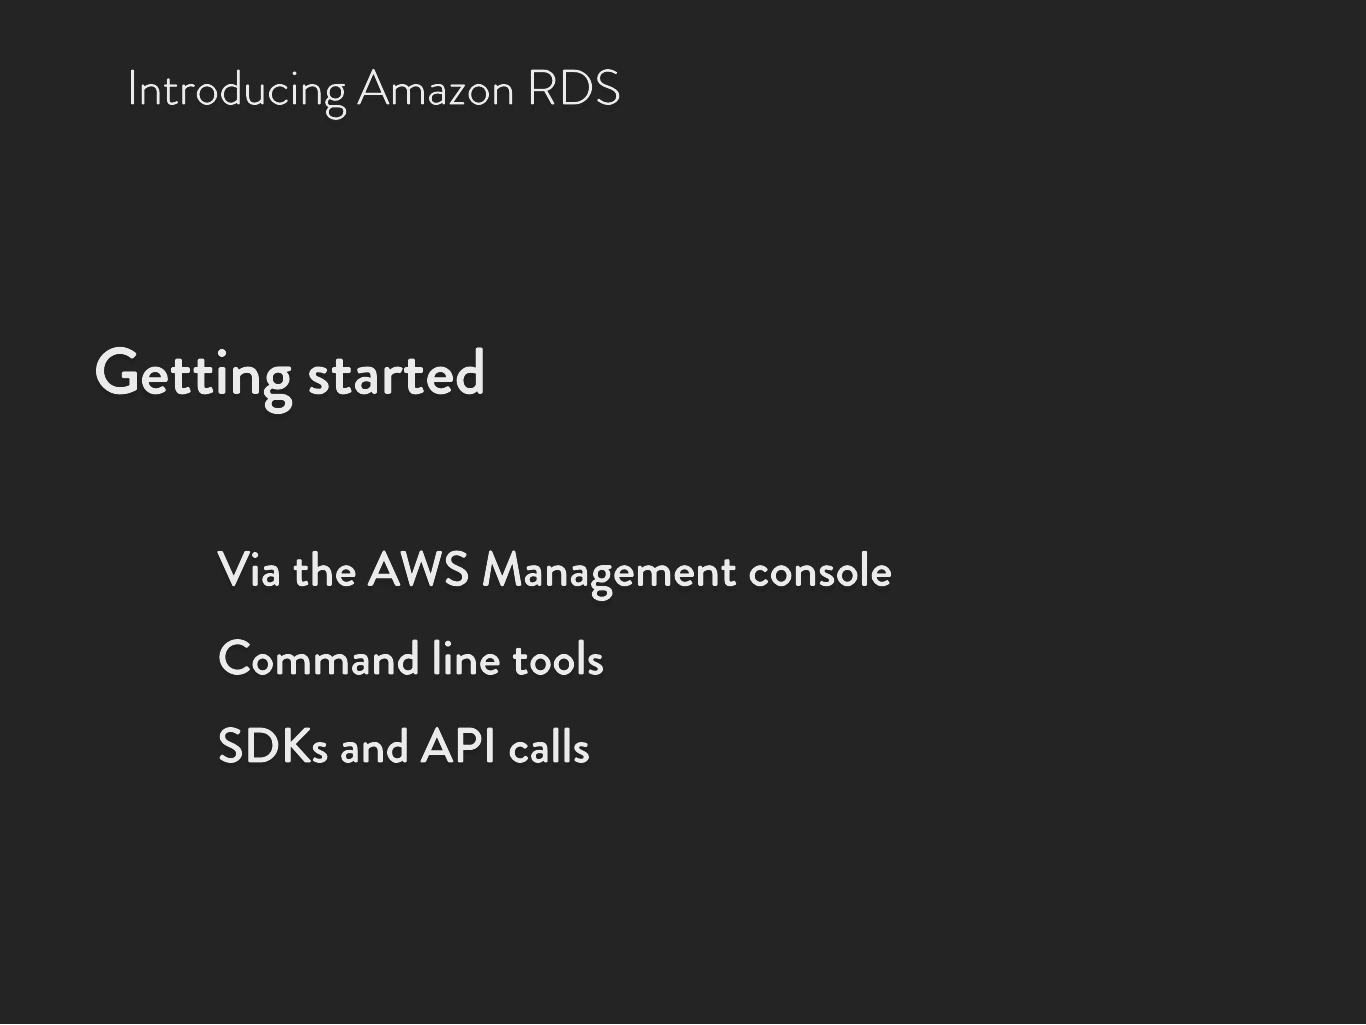 Introducing Amazon RDS
Getting started
Via the AWS Management console
Command line tools
SDKs and API calls